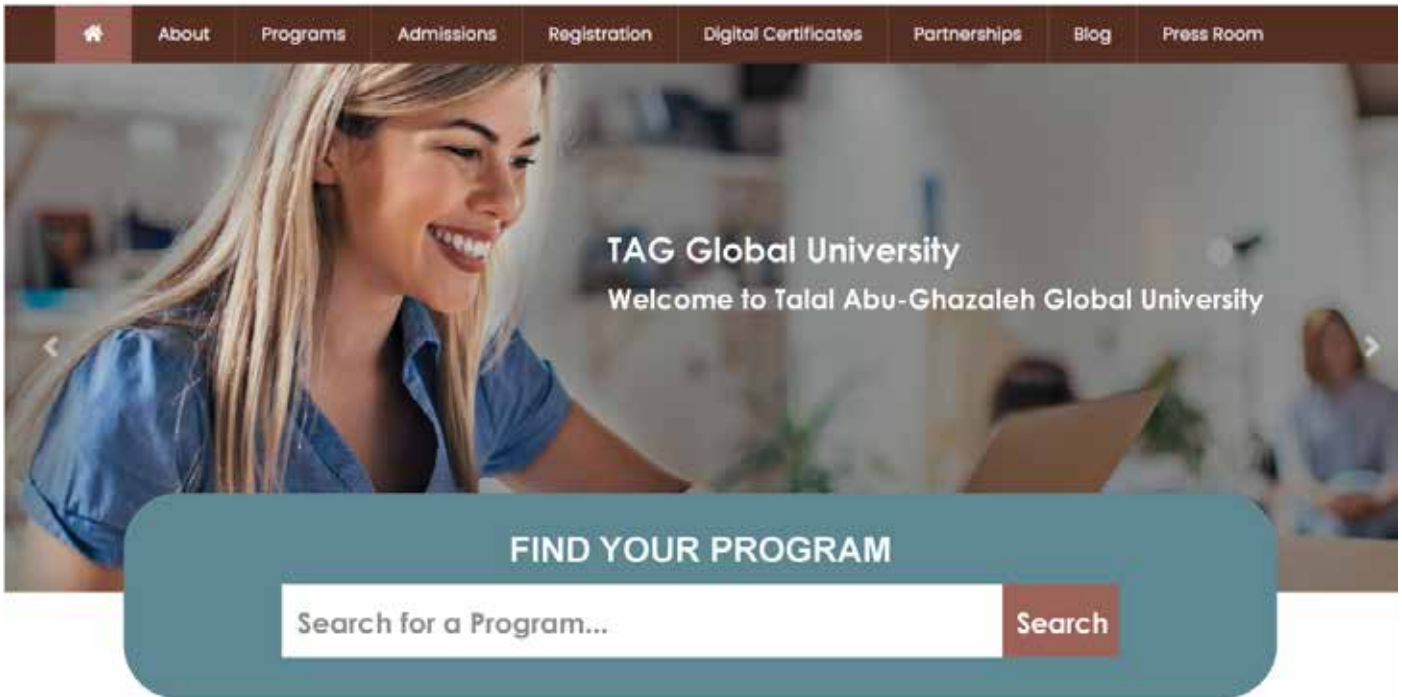 About Programs Admissions Registration Digital Certificates Partnerships Blog Press Room
TAG Global University
Welcome to Talal Abu-Ghazaleh Global University
FIND YOUR PROGRAM
Search for a Program... Search